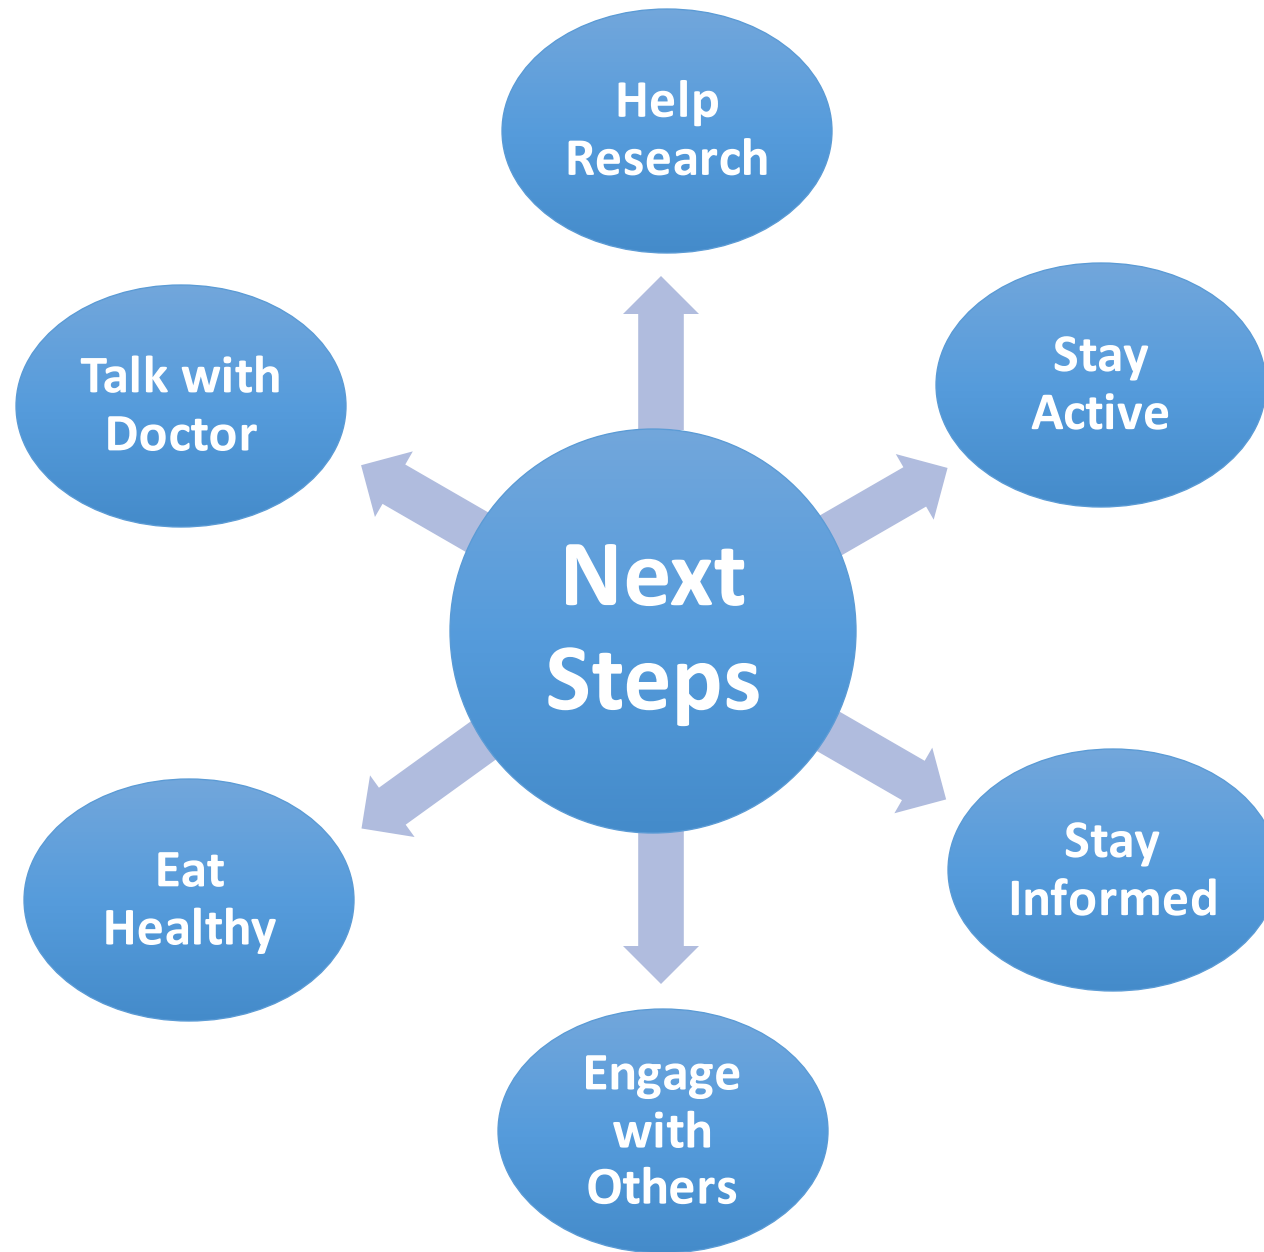 Help
Research
Talk with
Doctor
Stay
Active
Next
Steps
Eat
Healthy
Stay
Informed
Engage
with
Others